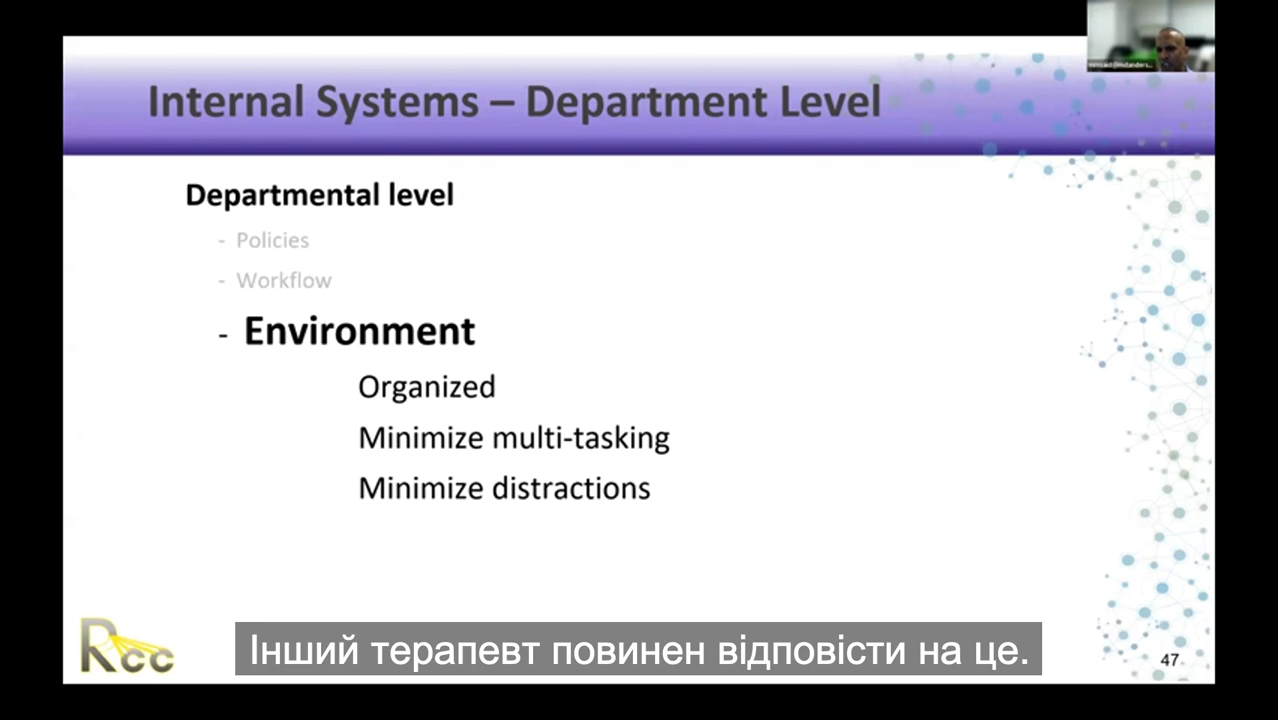 Internal Systems – Department Level
Departmental level
- Policies
- Workflow
- Environment
Organized
Minimize multi-tasking
Minimize distractions
Rcc
Інший терапевт повинен відповісти на це.
47